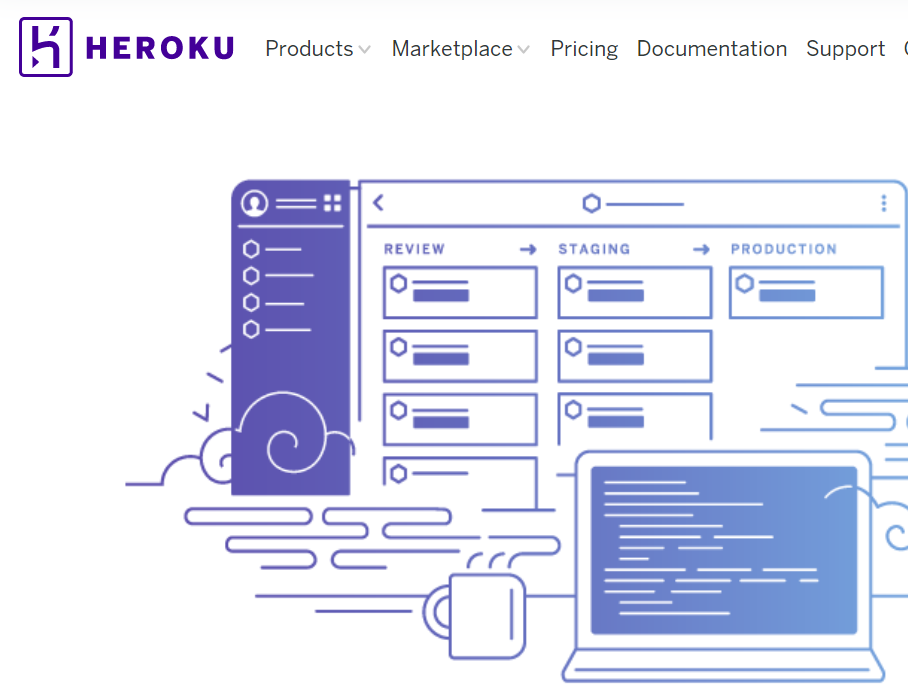 HEROKU Products Marketplace Pricing Documentation Support
REVIEW STAGING PRODUCTION